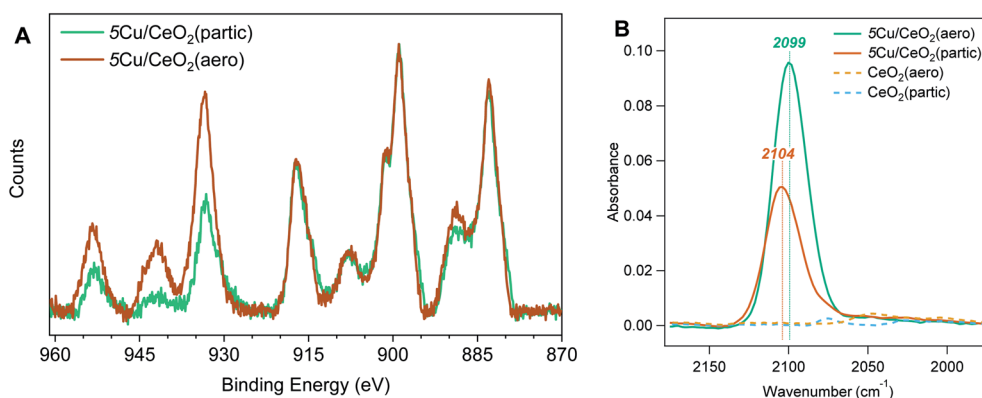 A
5Cu/CeO₂(partic)
5Cu/CeO₂(aero)
Counts
960 945 930 915 900 885 870
Binding Energy (eV)
B
2099
2104
5Cu/CeO₂(aero)
5Cu/CeO₂(partic)
CeO₂(aero)
CeO₂(partic)
0.10
0.08
0.06
0.04
0.02
0.00
Absorbance
2150 2100 2050 2000
Wavenumber (cm⁻¹)